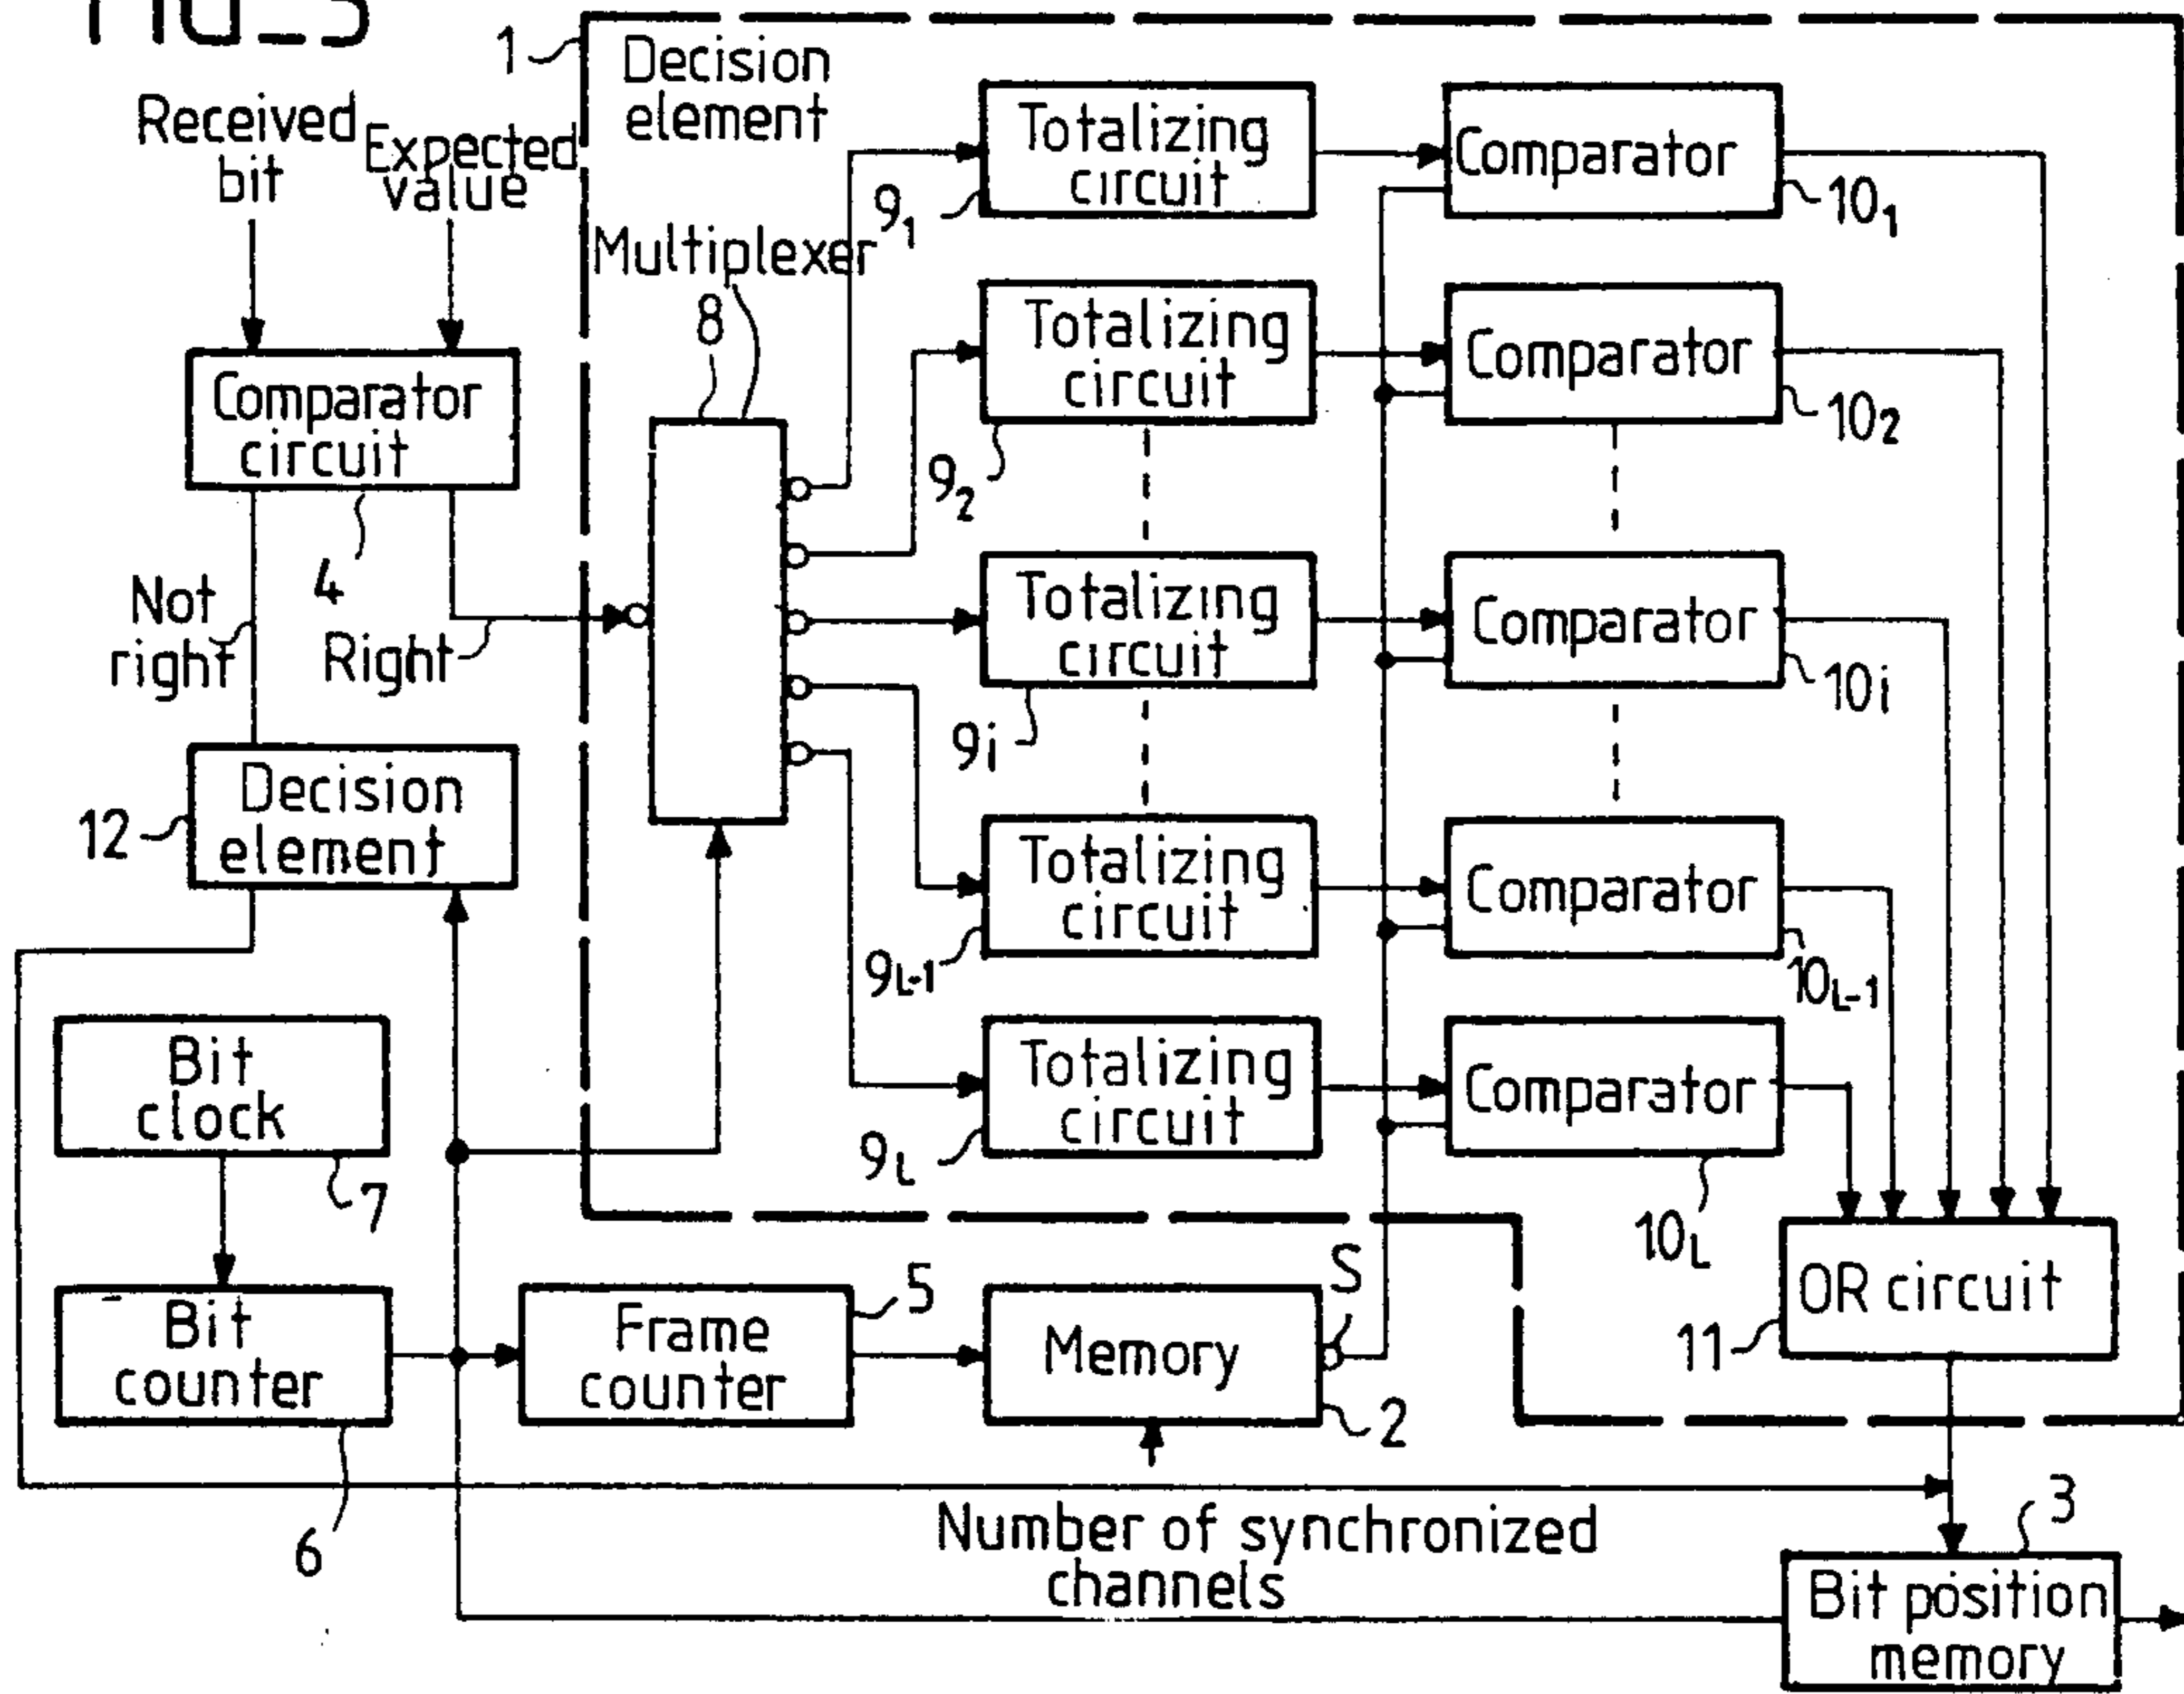 FIG_3
1
Decision
element
Received
bit
Expected
value
Multiplexer
8
Totalizing
circuit
9₁
Comparator
10₁
Totalizing
circuit
9₂
Comparator
10₂
Comparator
circuit
4
Not
right
Right
Totalizing
circuit
9i
Comparator
10i
Decision
element
12
Totalizing
circuit
9L-1
Comparator
10L-1
Bit
clock
7
Totalizing
circuit
9L
Comparator
10L
Bit
counter
6
Frame
counter
5
Memory
S
2
OR circuit
11
Number of synchronized
channels
3
Bit position
memory